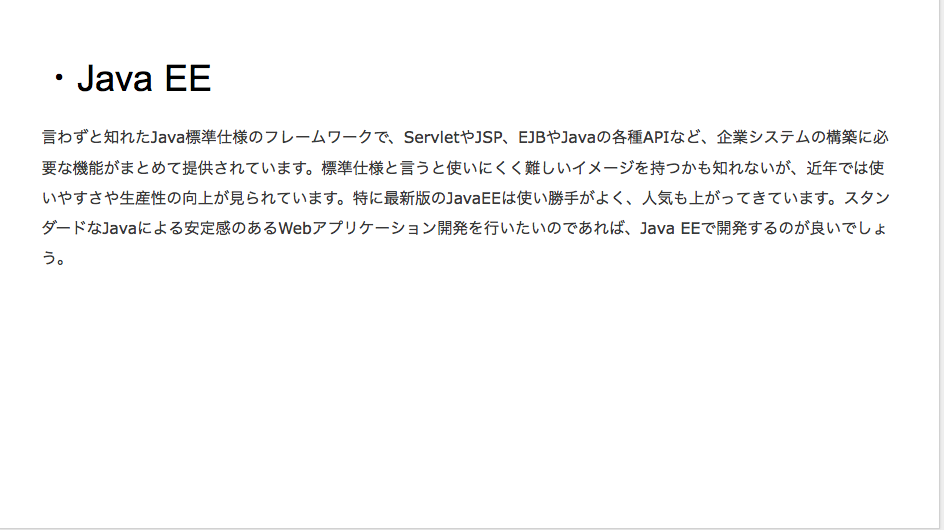 ・Java EE
言わずと知れたJava標準仕様のフレームワークで、ServletやJSP、EJBやJavaの各種APIなど、企業システムの構築に必
要な機能がまとめて提供されています。標準仕様と言うと使いにくく難しいイメージを持つかも知れないが、近年では使
いやすさや生産性の向上が見られています。特に最新版のJavaEEは使い勝手がよく、人気も上がってきています。スタン
ダードなJavaによる安定感のあるWebアプリケーション開発を行いたいのであれば、Java EEで開発するのが良いでしょ
う。